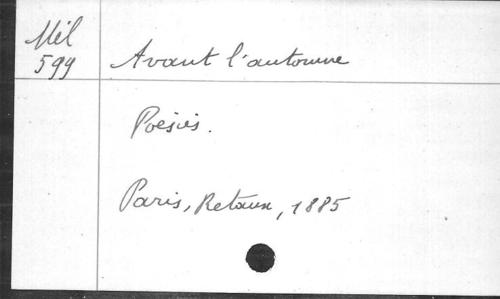 Mél
599 Avant l'automne
Poésies.
Paris, Retaux, 1885